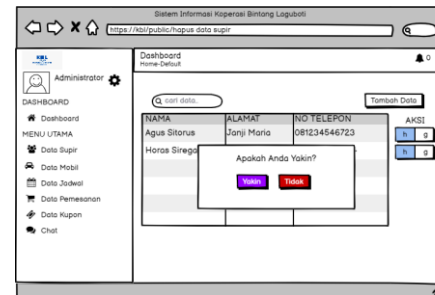 Sistem Informasi Koperasi Bintang Laguboti
https://kbl/public/hapus data supir
KBL
Dashboard
Home-Default
0
Administrator
cari data,
Tambah Data
DASHBOARD
Dashboard
MENU UTAMA
Data Supir
Data Mobil
Data Jadwal
Data Pemesanan
Data Kupon
Chat
NAMA ALAMAT NO TELEPON AKSI
Agus Sitorus Janji Maria 081234546723 h g
Horas Sirega h g
Apakah Anda Yakin?
Yakin Tidak